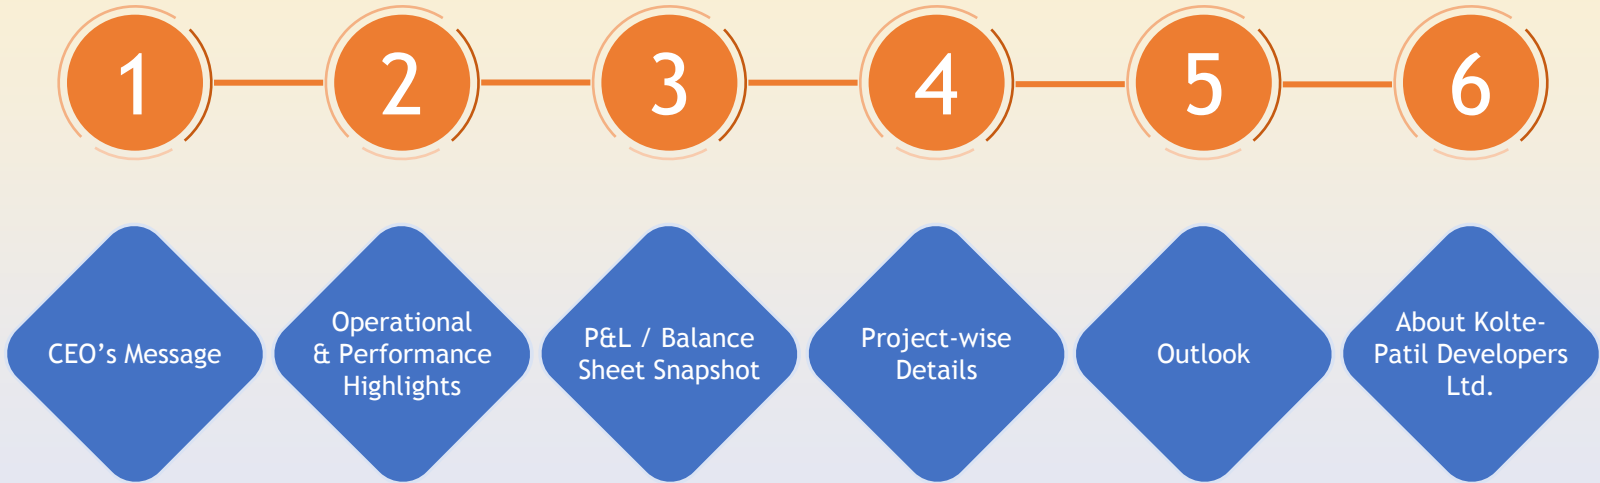 1
2
3
4
5
6
CEO’s Message
Operational
& Performance
Highlights
P&L / Balance
Sheet Snapshot
Project-wise
Details
Outlook
About Kolte-
Patil Developers
Ltd.